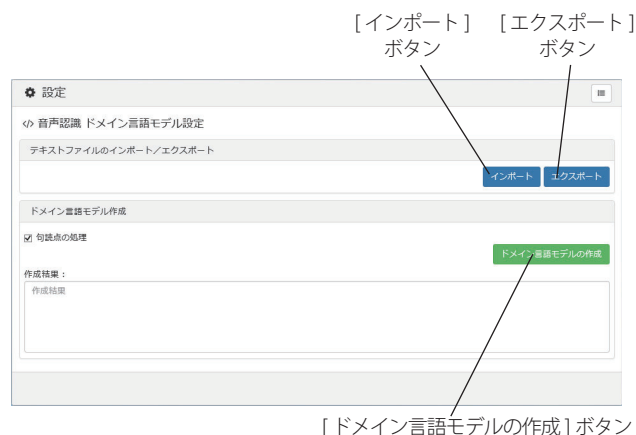 [インポート] [エクスポート]
ボタン ボタン
設定
音声認識 ドメイン言語モデル設定
テキストファイルのインポート／エクスポート
インポート エクスポート
ドメイン言語モデル作成
句読点の処理
ドメイン言語モデルの作成
作成結果：
作成結果
[ドメイン言語モデルの作成]ボタン